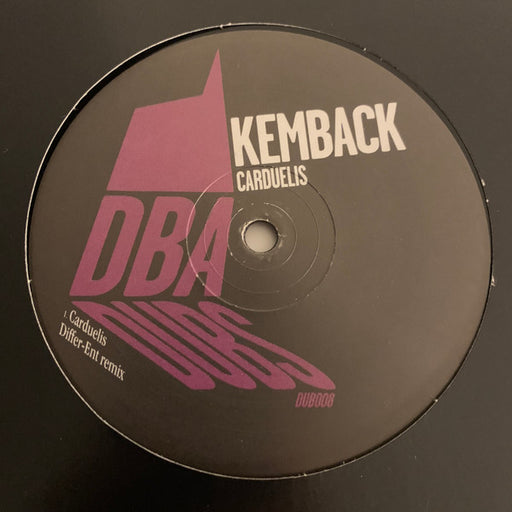 KEMBACK
CARDUELIS
DBA
DUBS
1. Carduelis
Differ-Ent remix
DUB008